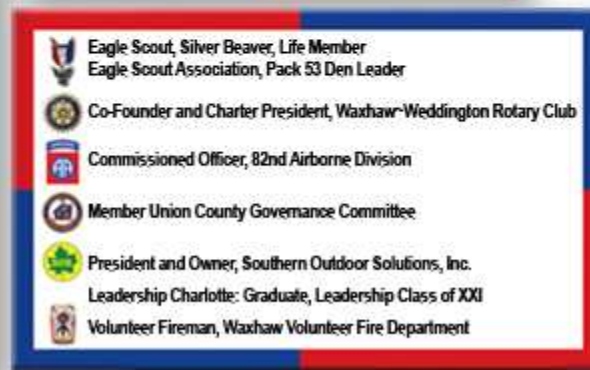 Eagle Scout, Silver Beaver, Life Member
Eagle Scout Association, Pack 53 Den Leader
Co-Founder and Charter President, Waxhaw~Weddington Rotary Club
Commissioned Officer, 82nd Airborne Division
Member Union County Governance Committee
President and Owner, Southern Outdoor Solutions, Inc.
Leadership Charlotte: Graduate, Leadership Class of XXI
Volunteer Fireman, Waxhaw Volunteer Fire Department